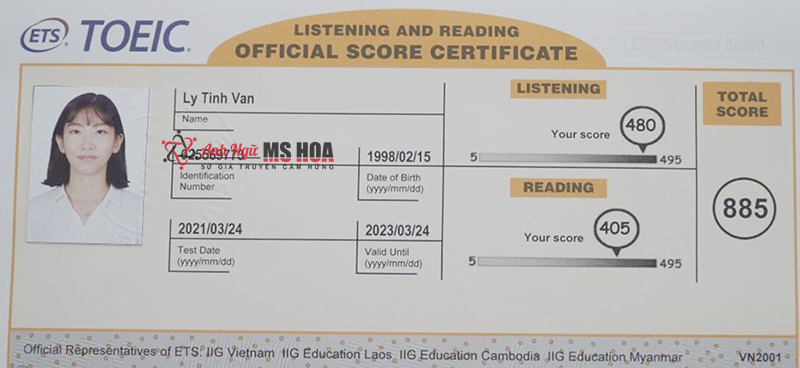 ETS TOEIC
LISTENING AND READING
OFFICIAL SCORE CERTIFICATE
Ly Tinh Van
Name
Anh Ngữ MS HOA
SỨ GIẢ TRUYỀN CẢM HỨNG
Identification
Number
1998/02/15
Date of Birth
(yyyy/mm/dd)
2021/03/24
Test Date
(yyyy/mm/dd)
2023/03/24
Valid Until
(yyyy/mm/dd)
LISTENING
Your score
480
5
495
READING
Your score
405
5
495
TOTAL
SCORE
885
Official Representatives of ETS: IIG Vietnam IIG Education Laos IIG Education Cambodia IIG Education Myanmar
VN2001